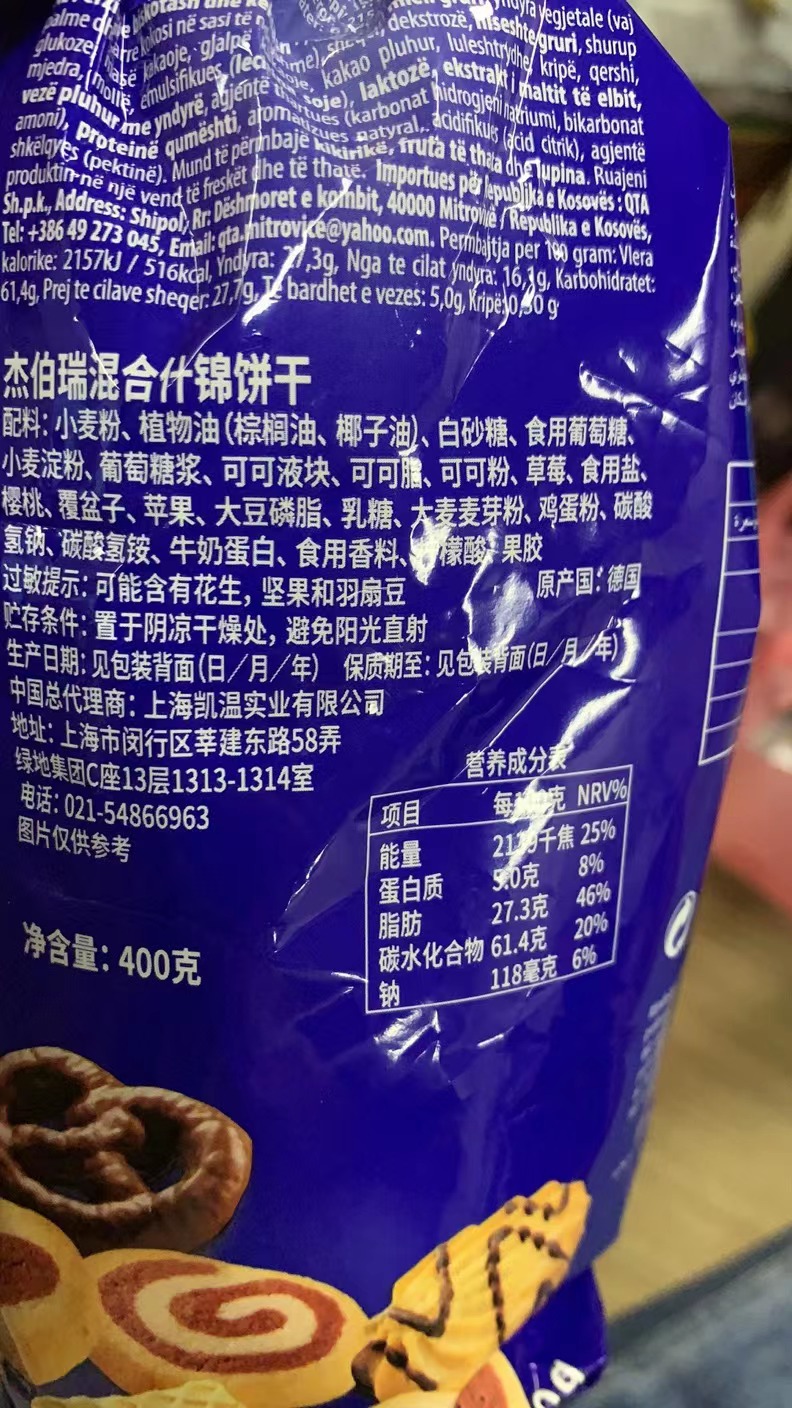 dekstrozë, niseshte gruri, shurup
glukoze
kakao pluhur, luleshtrydhe, kripë, qershi,
mjedra, mollë, emulsifikues
laktozë, ekstrakt i maltit të elbit,
vezë pluhur me yndyrë, agjentë
hidrogjeni natriumi, bikarbonat
amoni), proteinë qumështi, aromatizues natyral, acidifikues (acid citrik), agjentë
shkëlqyes (pektinë). Mund të përmbajë kikirikë, fruta të thata dhe lupina. Ruajeni
produktin në një vend të freskët dhe të thatë. Importues për Republika e Kosovës: QTA
Sh.p.k., Address: Shipol, Rr: Dëshmoret e kombit, 40000 Mitrovicë / Republika e Kosovës,
Tel: +386 49 273 045, Email: qta.mitrovice@yahoo.com. Permbajtja per 100 gram: Vlera
kalorike: 2157kJ / 516kcal, Yndyra: 27,3g, Nga te cilat yndyra: 16,1g, Karbohidratet:
61,4g, Prej te cilave sheqer: 27,7g, Te bardhet e vezes: 5,0g, Kripë 0,30 g
杰伯瑞混合什锦饼干
配料: 小麦粉、植物油(棕榈油、椰子油)、白砂糖、食用葡萄糖、
小麦淀粉、葡萄糖浆、可可液块、可可脂、可可粉、草莓、食用盐、
樱桃、覆盆子、苹果、大豆磷脂、乳糖、大麦麦芽粉、鸡蛋粉、碳酸
氢钠、碳酸氢铵、牛奶蛋白、食用香料、柠檬酸、果胶
过敏提示: 可能含有花生, 坚果和羽扇豆 原产国: 德国
贮存条件: 置于阴凉干燥处, 避免阳光直射
生产日期: 见包装背面(日/月/年) 保质期至: 见包装背面(日/月/年)
中国总代理商: 上海凯温实业有限公司
地址: 上海市闵行区莘建东路58弄
绿地集团C座13层1313-1314室
电话: 021-54866963
图片仅供参考
净含量: 400克
营养成分表
项目 每 克 NRV%
能量 千焦 25%
蛋白质 5.0克 8%
脂肪 27.3克 46%
碳水化合物 61.4克 20%
钠 118毫克 6%